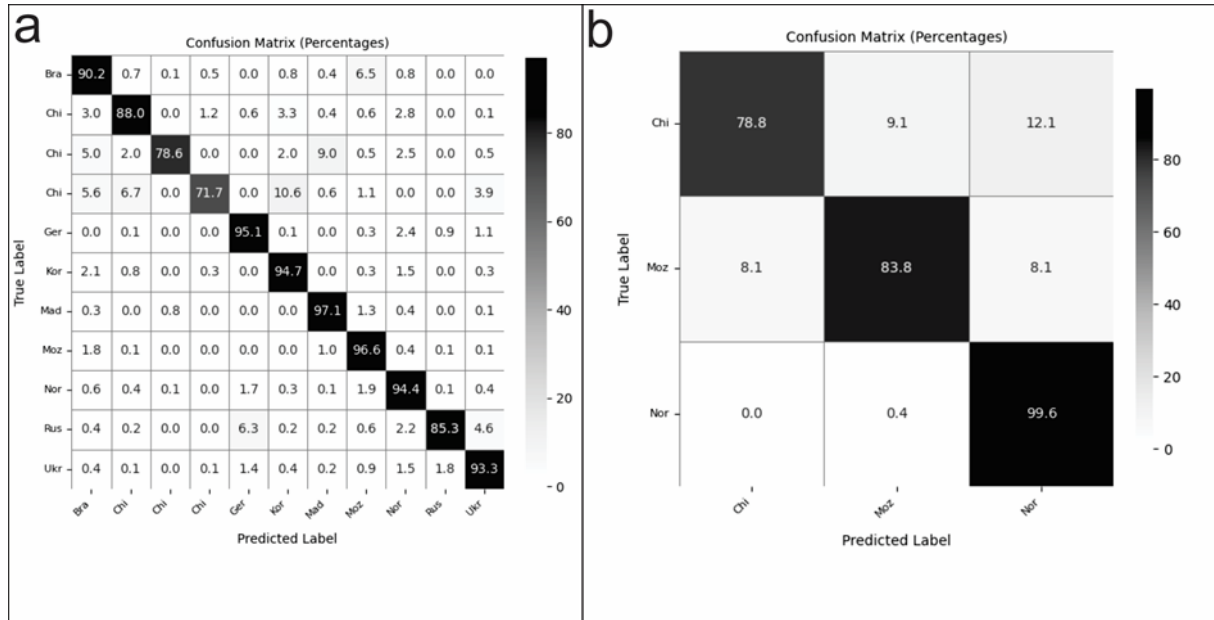 a
Confusion Matrix (Percentages)
Bra 90.2 0.7 0.1 0.5 0.0 0.8 0.4 6.5 0.8 0.0 0.0
Chi 3.0 88.0 0.0 1.2 0.6 3.3 0.4 0.6 2.8 0.0 0.1
Chi 5.0 2.0 78.6 0.0 0.0 2.0 9.0 0.5 2.5 0.0 0.5
Chi 5.6 6.7 0.0 71.7 0.0 10.6 0.6 1.1 0.0 0.0 3.9
Ger 0.0 0.1 0.0 0.0 95.1 0.1 0.0 0.3 2.4 0.9 1.1
Kor 2.1 0.8 0.0 0.3 0.0 94.7 0.0 0.3 1.5 0.0 0.3
Mad 0.3 0.0 0.8 0.0 0.0 0.0 97.1 1.3 0.4 0.0 0.1
Moz 1.8 0.1 0.0 0.0 0.0 0.0 1.0 96.6 0.4 0.1 0.1
Nor 0.6 0.4 0.1 0.0 1.7 0.3 0.1 1.9 94.4 0.1 0.4
Rus 0.4 0.2 0.0 0.0 6.3 0.2 0.2 0.6 2.2 85.3 4.6
Ukr 0.4 0.1 0.0 0.1 1.4 0.4 0.2 0.9 1.5 1.8 93.3
Bra Chi Chi Chi Ger Kor Mad Moz Nor Rus Ukr
True Label
Predicted Label
80
60
40
20
0
b
Confusion Matrix (Percentages)
Chi 78.8 9.1 12.1
Moz 8.1 83.8 8.1
Nor 0.0 0.4 99.6
Chi Moz Nor
True Label
Predicted Label
80
60
40
20
0